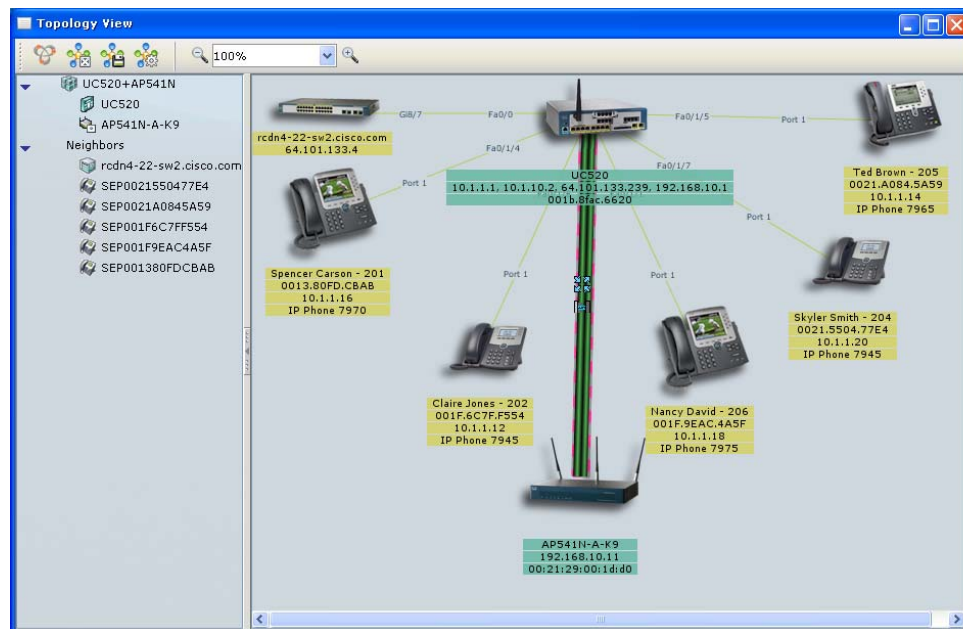 Topology View
100%
UC520+AP541N
UC520
AP541N-A-K9
Neighbors
rcdn4-22-sw2.cisco.com
SEP0021550477E4
SEP0021A0845A59
SEP001F6C7FF554
SEP001F9EAC4A5F
SEP001380FDCBAB
rcdn4-22-sw2.cisco.com
64.101.133.4
Gi8/7
Fa0/0
Fa0/1/5
Port 1
Ted Brown - 205
0021.A084.5A59
10.1.1.14
IP Phone 7965
Fa0/1/4
Port 1
Fa0/1/7
UC520
10.1.1.1, 10.1.10.2, 64.101.133.239, 192.168.10.1
001b.8fac.6620
Port 1
Spencer Carson - 201
0013.80FD.CBAB
10.1.1.16
IP Phone 7970
Port 1
Port 1
Skyler Smith - 204
0021.5504.77E4
10.1.1.20
IP Phone 7945
Claire Jones - 202
001F.6C7F.F554
10.1.1.12
IP Phone 7945
Nancy David - 206
001F.9EAC.4A5F
10.1.1.18
IP Phone 7975
AP541N-A-K9
192.168.10.11
00:21:29:00:1d:d0